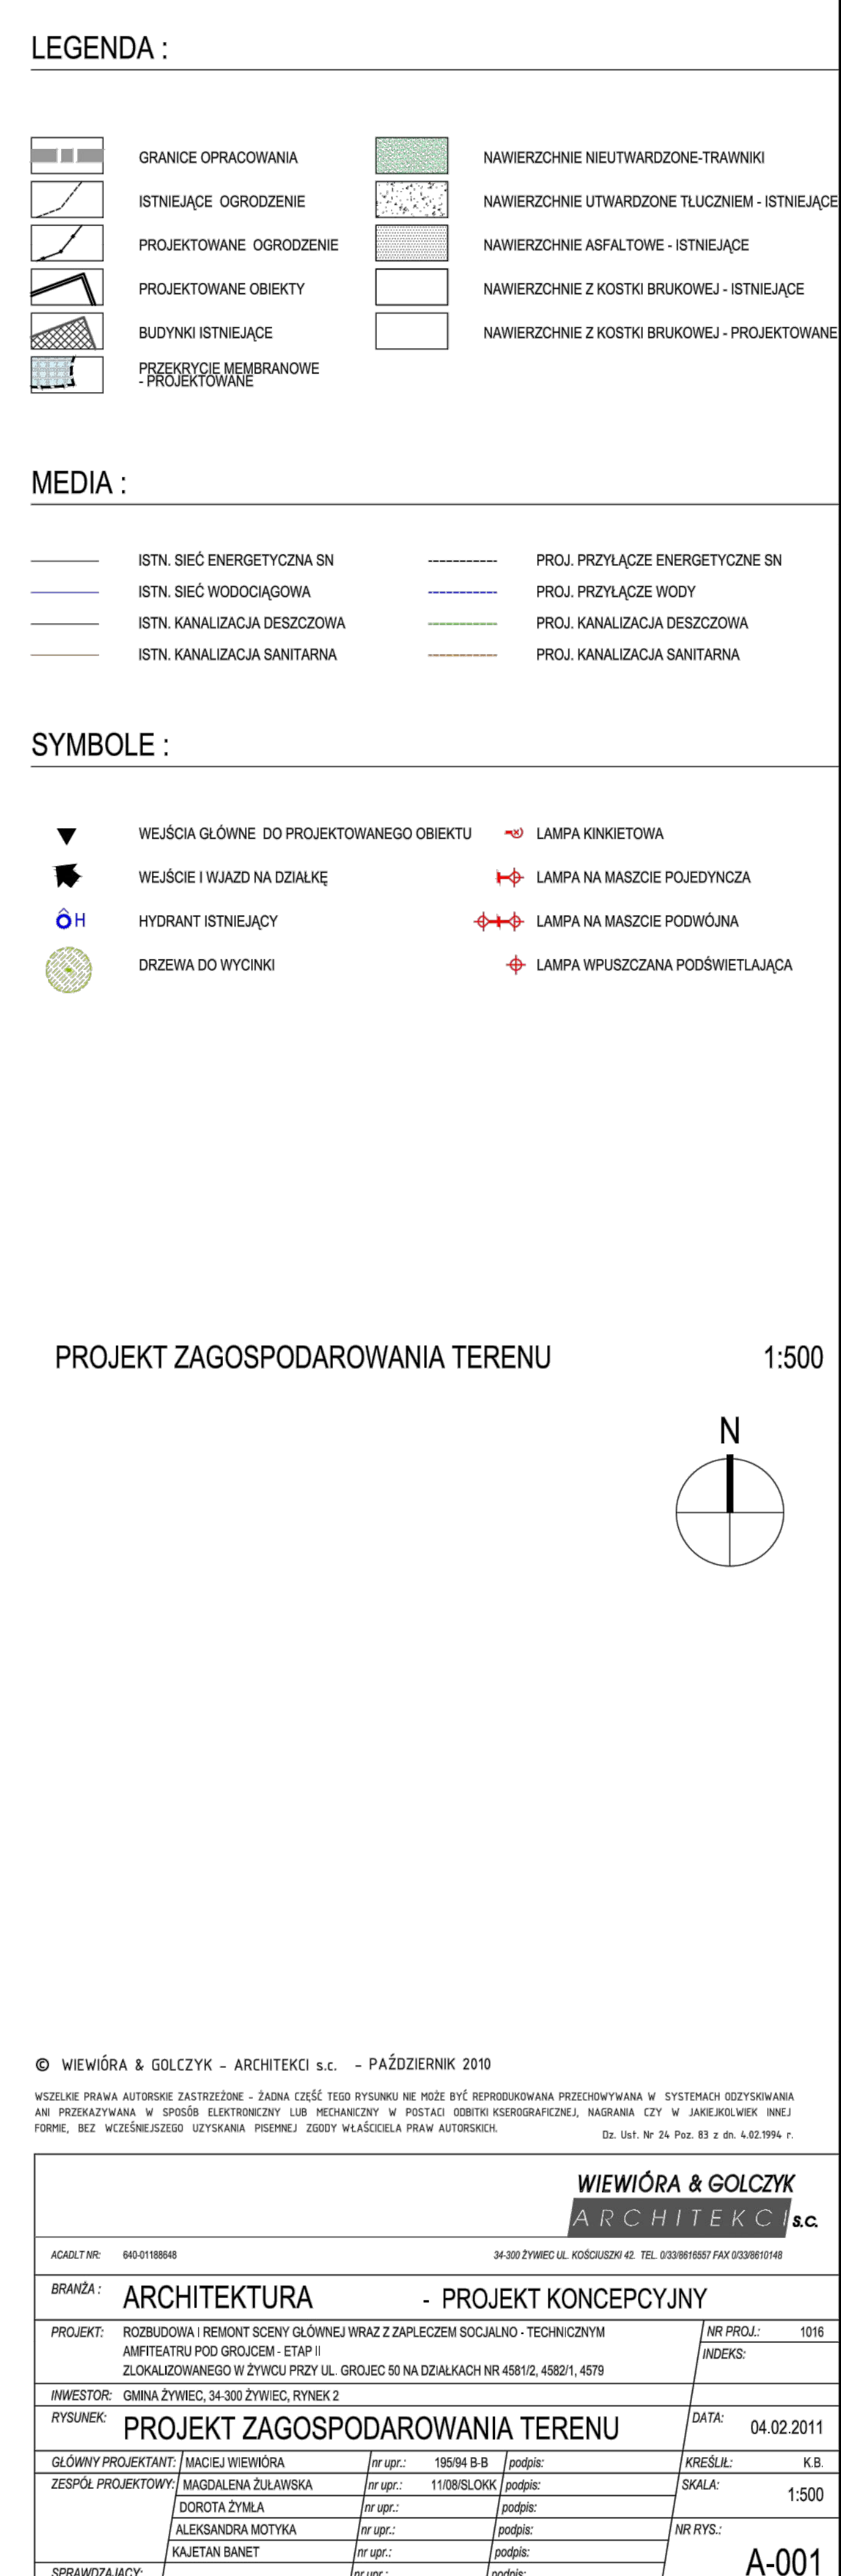 LEGENDA :
GRANICE OPRACOWANIA
ISTNIEJĄCE OGRODZENIE
PROJEKTOWANE OGRODZENIE
PROJEKTOWANE OBIEKTY
BUDYNKI ISTNIEJĄCE
PRZEKRYCIE MEMBRANOWE
- PROJEKTOWANE
NAWIERZCHNIE NIEUTWARDZONE-TRAWNIKI
NAWIERZCHNIE UTWARDZONE TŁUCZNIEM - ISTNIEJĄCE
NAWIERZCHNIE ASFALTOWE - ISTNIEJĄCE
NAWIERZCHNIE Z KOSTKI BRUKOWEJ - ISTNIEJĄCE
NAWIERZCHNIE Z KOSTKI BRUKOWEJ - PROJEKTOWANE
MEDIA :
ISTN. SIEĆ ENERGETYCZNA SN
ISTN. SIEĆ WODOCIĄGOWA
ISTN. KANALIZACJA DESZCZOWA
ISTN. KANALIZACJA SANITARNA
PROJ. PRZYŁĄCZE ENERGETYCZNE SN
PROJ. PRZYŁĄCZE WODY
PROJ. KANALIZACJA DESZCZOWA
PROJ. KANALIZACJA SANITARNA
SYMBOLE :
WEJŚCIA GŁÓWNE DO PROJEKTOWANEGO OBIEKTU
WEJŚCIE I WJAZD NA DZIAŁKĘ
H HYDRANT ISTNIEJĄCY
DRZEWA DO WYCINKI
LAMPA KINKIETOWA
LAMPA NA MASZCIE POJEDYNCZA
LAMPA NA MASZCIE PODWÓJNA
LAMPA WPUSZCZANA PODŚWIETLAJĄCA
PROJEKT ZAGOSPODAROWANIA TERENU 1:500
N
© WIEWIÓRA & GOLCZYK - ARCHITEKCI s.c. - PAŹDZIERNIK 2010
WSZELKIE PRAWA AUTORSKIE ZASTRZEŻONE - ŻADNA CZĘŚĆ TEGO RYSUNKU NIE MOŻE BYĆ REPRODUKOWANA PRZECHOWYWANA W SYSTEMACH ODZYSKIWANIA
ANI PRZEKAZYWANA W SPOSÓB ELEKTRONICZNY LUB MECHANICZNY W POSTACI ODBITKI KSEROGRAFICZNEJ, NAGRANIA CZY W JAKIEJKOLWIEK INNEJ
FORMIE, BEZ WCZEŚNIEJSZEGO UZYSKANIA PISEMNEJ ZGODY WŁAŚCICIELA PRAW AUTORSKICH.
Dz. Ust. Nr 24 Poz. 83 z dn. 4.02.1994 r.
WIEWIÓRA & GOLCZYK
ARCHITEKCI s.c.
ACADLT NR: 640-01188648 34-300 ŻYWIEC UL. KOŚCIUSZKI 42. TEL. 0/33/8616557 FAX 0/33/8610148
BRANŻA : ARCHITEKTURA - PROJEKT KONCEPCYJNY
PROJEKT: ROZBUDOWA I REMONT SCENY GŁÓWNEJ WRAZ Z ZAPLECZEM SOCJALNO - TECHNICZNYM
AMFITEATRU POD GROJCEM - ETAP II
ZLOKALIZOWANEGO W ŻYWCU PRZY UL. GROJEC 50 NA DZIAŁKACH NR 4581/2, 4582/1, 4579
NR PROJ.: 1016
INDEKS:
INWESTOR: GMINA ŻYWIEC, 34-300 ŻYWIEC, RYNEK 2
RYSUNEK: PROJEKT ZAGOSPODAROWANIA TERENU
DATA: 04.02.2011
GŁÓWNY PROJEKTANT: MACIEJ WIEWIÓRA nr upr.: 195/94 B-B podpis:
KREŚLIŁ: K.B.
ZESPÓŁ PROJEKTOWY: MAGDALENA ŻUŁAWSKA nr upr.: 11/08/SLOKK podpis:
SKALA: 1:500
DOROTA ŻYMŁA nr upr.: podpis:
ALEKSANDRA MOTYKA nr upr.: podpis:
NR RYS.: A-001
KAJETAN BANET nr upr.: podpis:
SPRAWDZAJĄCY: nr upr.: podpis: